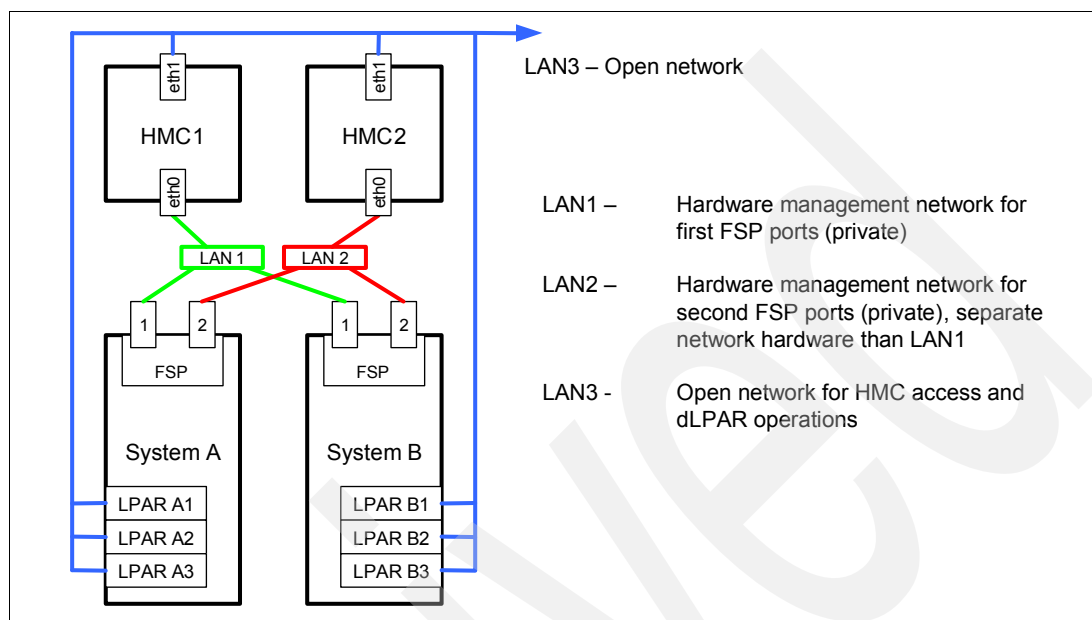 eth1
eth1
LAN3 – Open network
HMC1
HMC2
eth0
eth0
LAN1 –
Hardware management network for
first FSP ports (private)
LAN 1
LAN 2
LAN2 –
Hardware management network for
second FSP ports (private), separate
network hardware than LAN1
1
2
1
2
FSP
FSP
LAN3 -
Open network for HMC access and
dLPAR operations
System A
System B
LPAR A1
LPAR B1
LPAR A2
LPAR B2
LPAR A3
LPAR B3